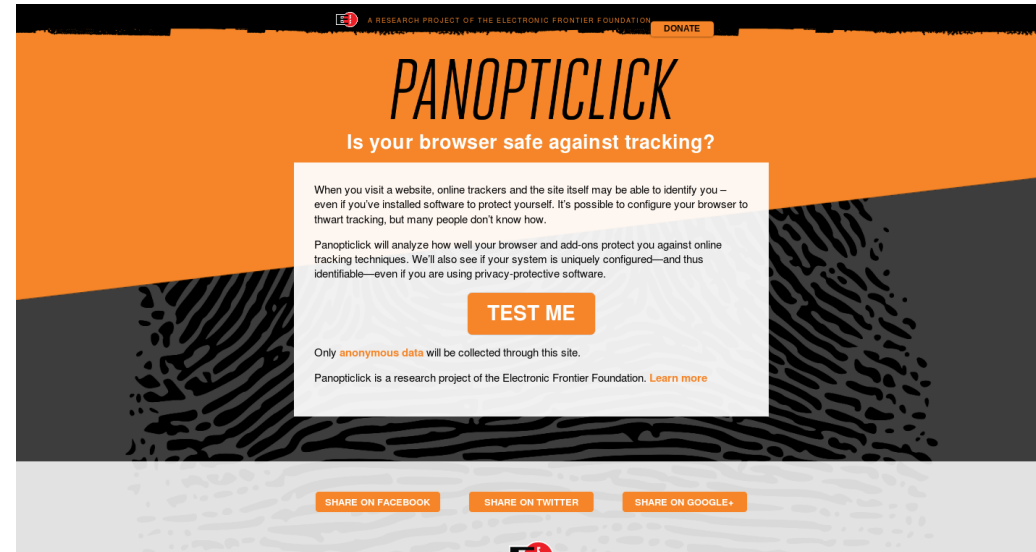 A RESEARCH PROJECT OF THE ELECTRONIC FRONTIER FOUNDATION
DONATE
PANOPTICLICK
Is your browser safe against tracking?
When you visit a website, online trackers and the site itself may be able to identify you –
even if you've installed software to protect yourself. It's possible to configure your browser to
thwart tracking, but many people don't know how.
Panopticlick will analyze how well your browser and add-ons protect you against online
tracking techniques. We'll also see if your system is uniquely configured—and thus
identifiable—even if you are using privacy-protective software.
TEST ME
Only anonymous data will be collected through this site.
Panopticlick is a research project of the Electronic Frontier Foundation. Learn more
SHARE ON FACEBOOK
SHARE ON TWITTER
SHARE ON GOOGLE+